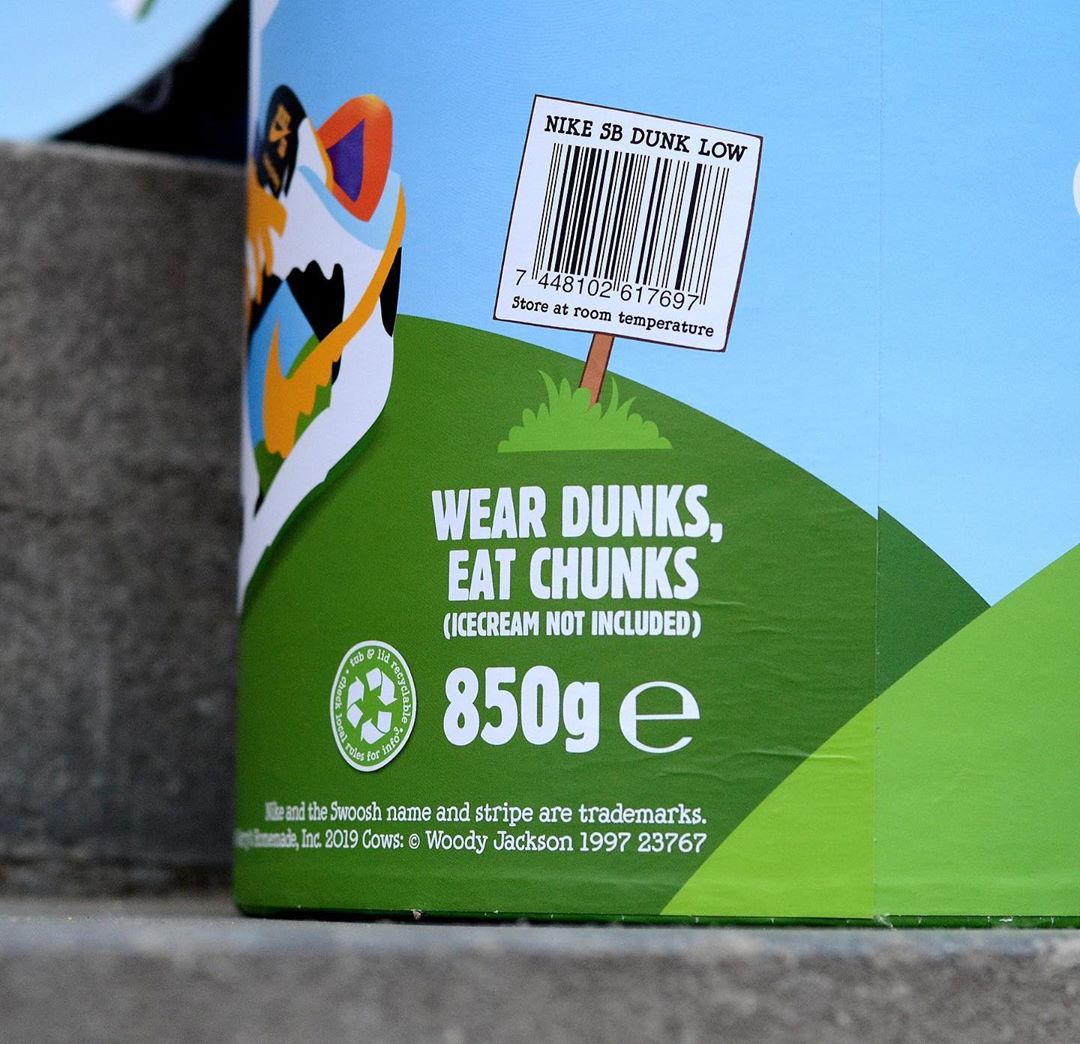 NIKE SB DUNK LOW
7 448102 617697
Store at room temperature
WEAR DUNKS,
EAT CHUNKS
(ICECREAM NOT INCLUDED)
tub & lid recyclable • check local rules for info •
850g e
Nike and the Swoosh name and stripe are trademarks.
Homemade, Inc. 2019 Cows: © Woody Jackson 1997 23767